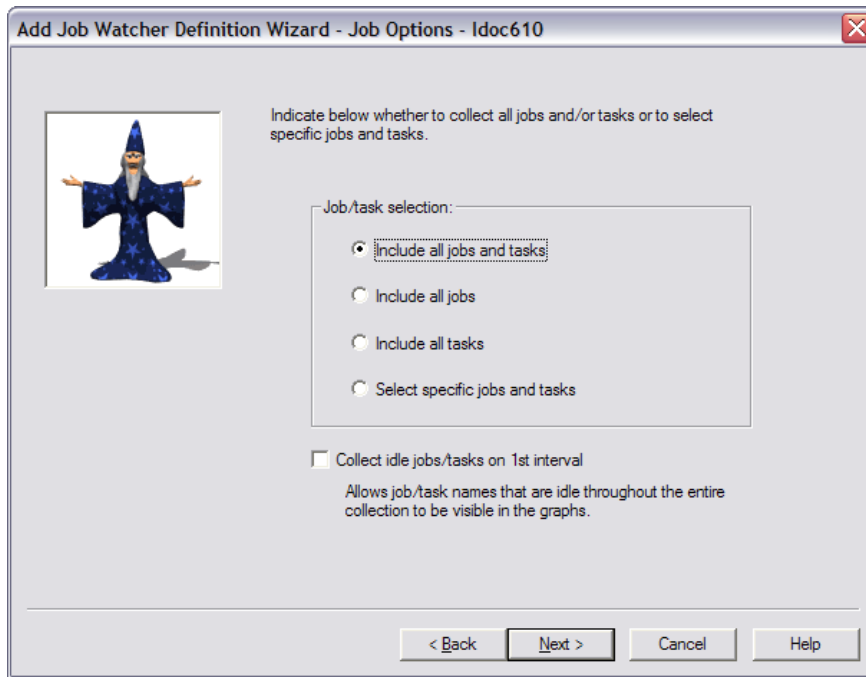 Add Job Watcher Definition Wizard - Job Options - Idoc610
Indicate below whether to collect all jobs and/or tasks or to select
specific jobs and tasks.
Job/task selection:
Include all jobs and tasks
Include all jobs
Include all tasks
Select specific jobs and tasks
Collect idle jobs/tasks on 1st interval
Allows job/task names that are idle throughout the entire
collection to be visible in the graphs.
< Back
Next >
Cancel
Help